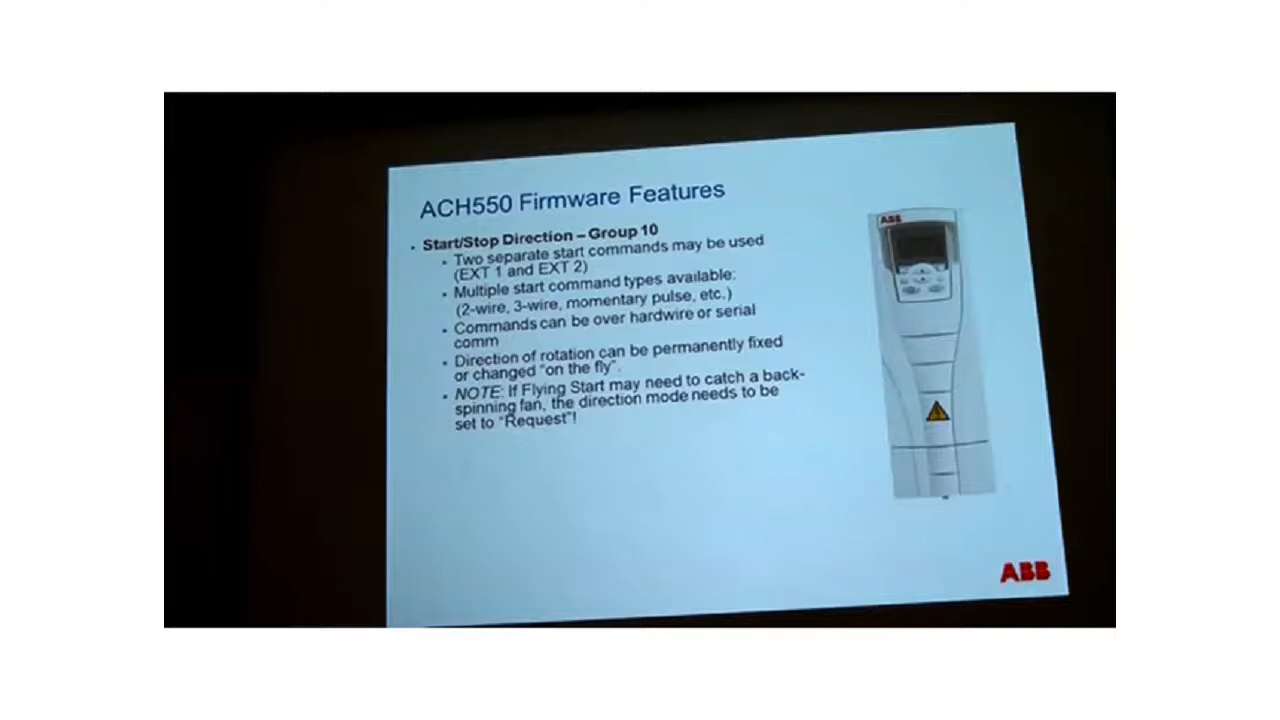 ACH550 Firmware Features
• Start/Stop Direction – Group 10
• Two separate start commands may be used
(EXT 1 and EXT 2)
• Multiple start command types available:
(2-wire, 3-wire, momentary pulse, etc.)
• Commands can be over hardwire or serial
comm
• Direction of rotation can be permanently fixed
or changed “on the fly”.
• NOTE: If Flying Start may need to catch a back-
spinning fan, the direction mode needs to be
set to “Request”!
ABB
ABB